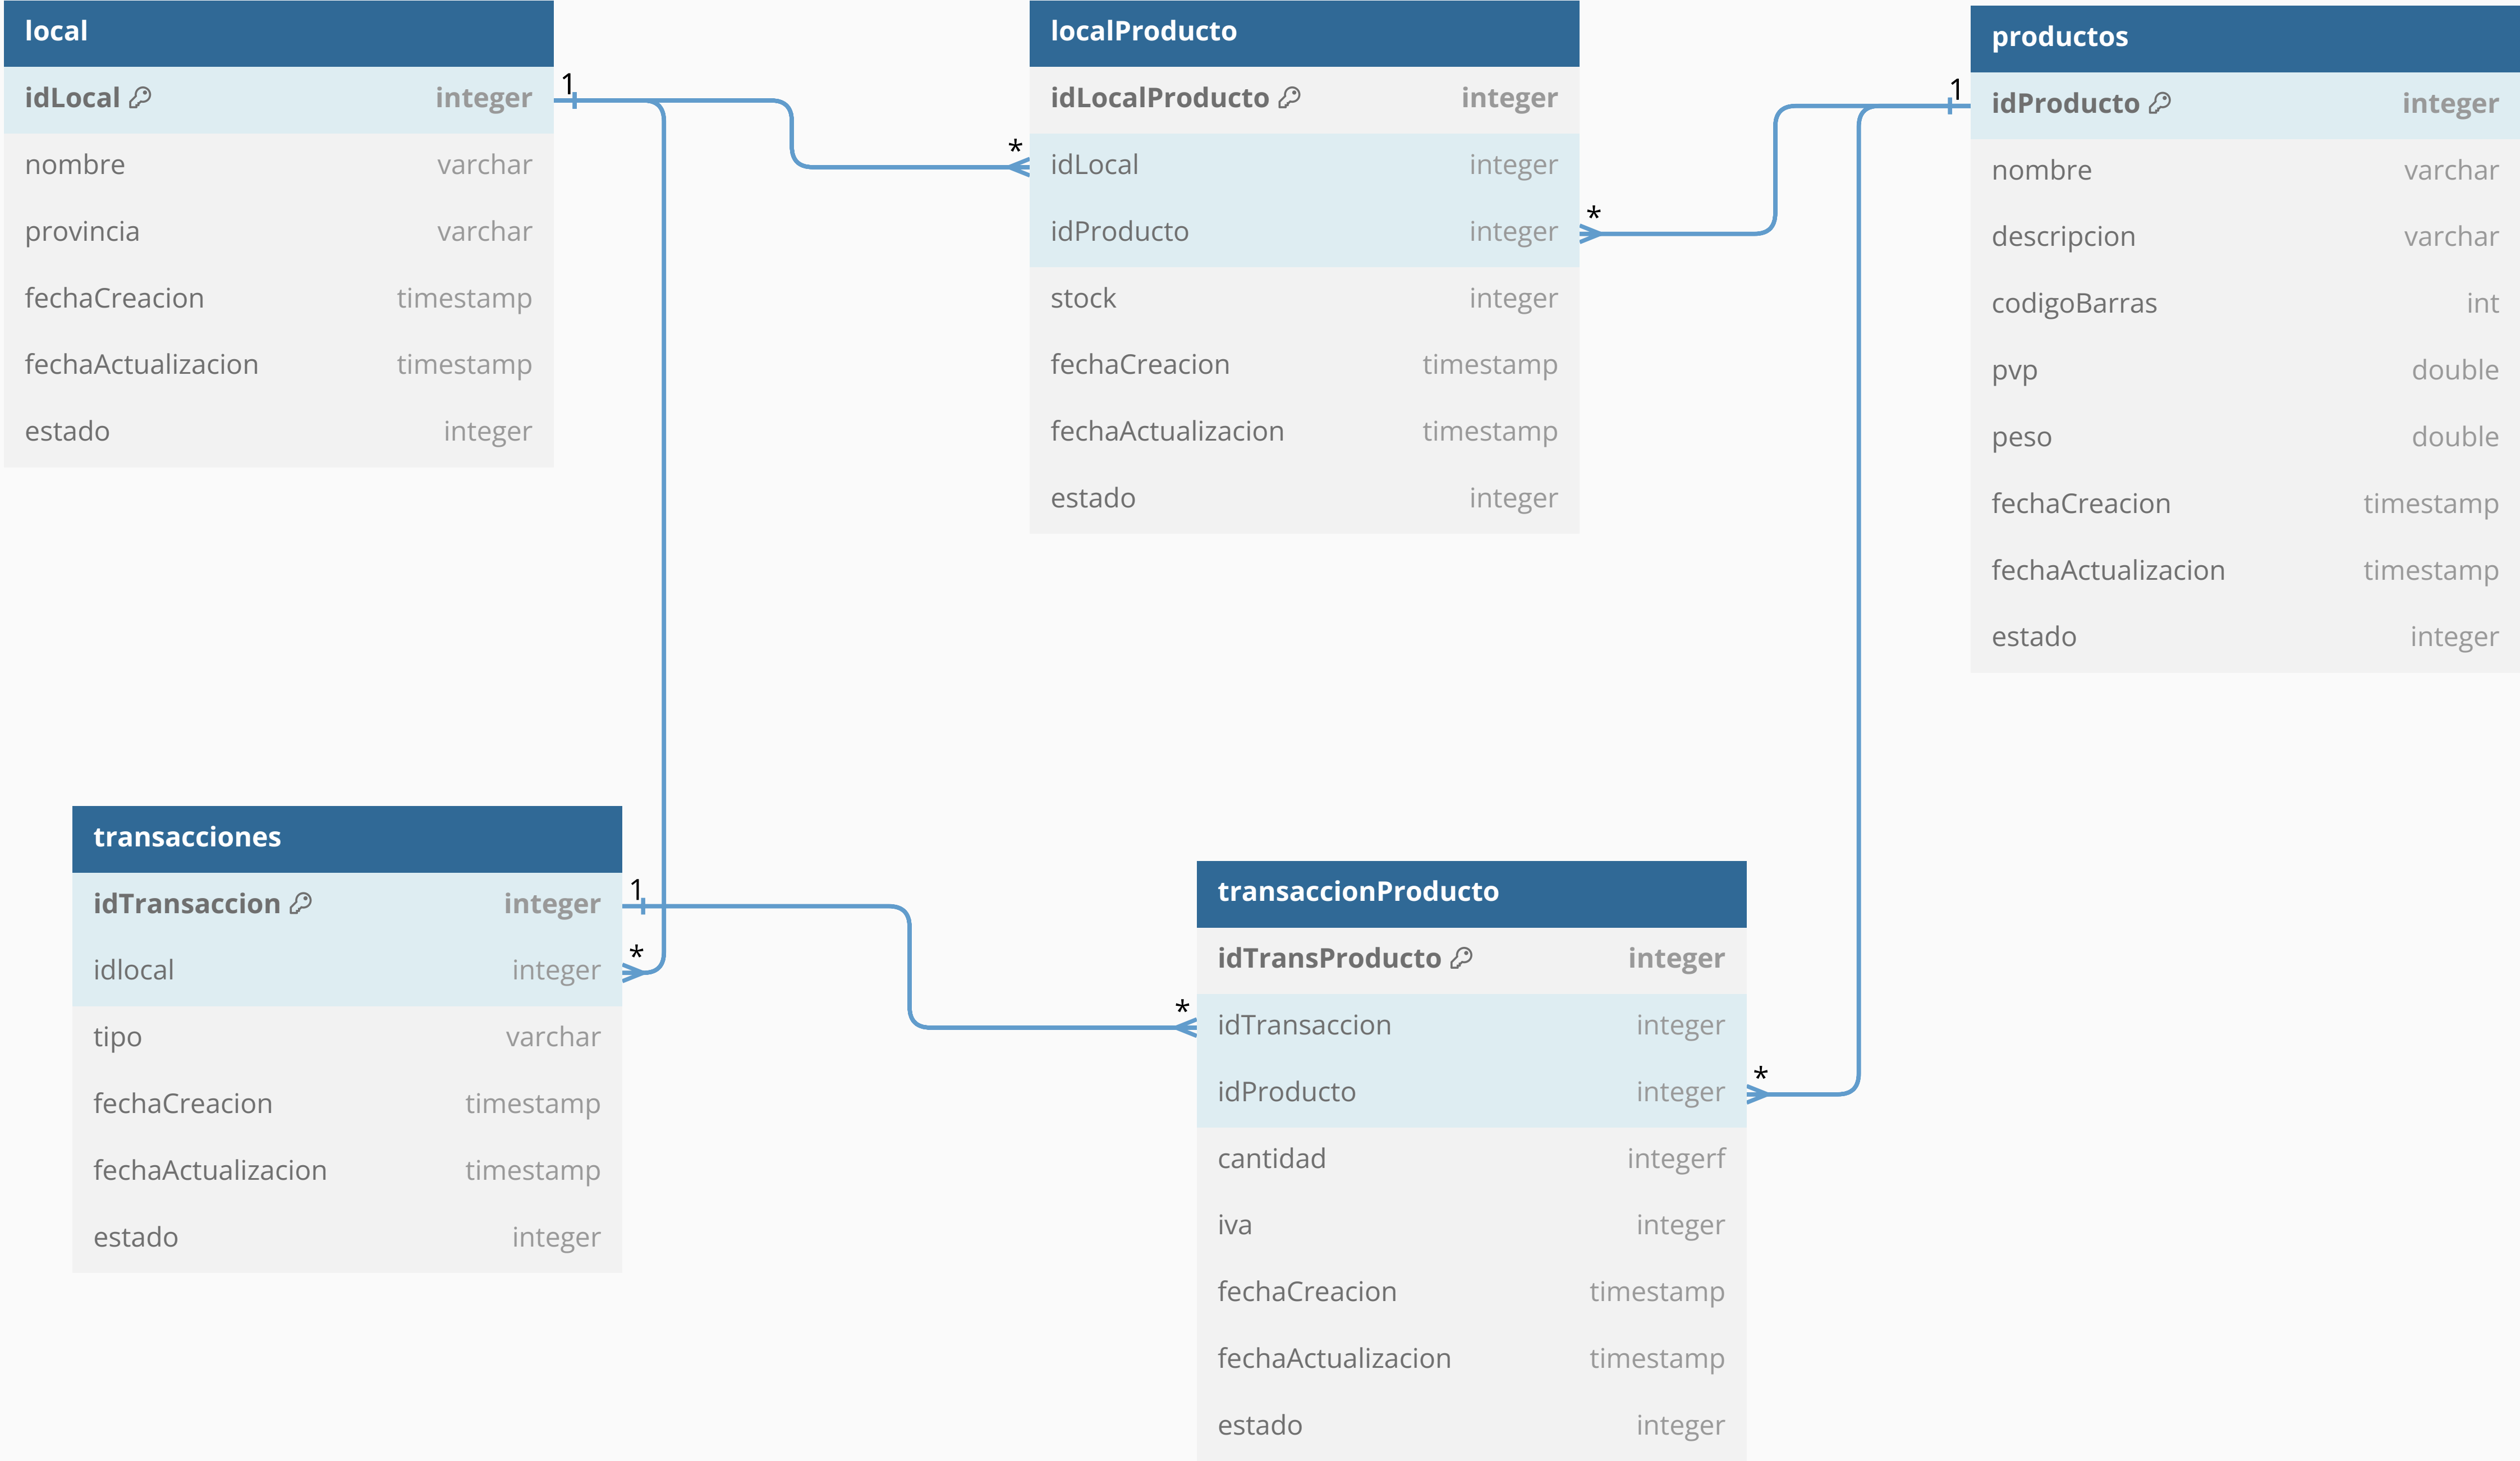 local
idLocal integer
nombre varchar
provincia varchar
fechaCreacion timestamp
fechaActualizacion timestamp
estado integer
1
localProducto
idLocalProducto integer
* idLocal integer
idProducto integer *
stock integer
fechaCreacion timestamp
fechaActualizacion timestamp
estado integer
productos
1 idProducto integer
nombre varchar
descripcion varchar
codigoBarras int
pvp double
peso double
fechaCreacion timestamp
fechaActualizacion timestamp
estado integer
transacciones
idTransaccion integer 1
idlocal integer *
tipo varchar
fechaCreacion timestamp
fechaActualizacion timestamp
estado integer
transaccionProducto
idTransProducto integer
* idTransaccion integer
idProducto integer *
cantidad integerf
iva integer
fechaCreacion timestamp
fechaActualizacion timestamp
estado integer